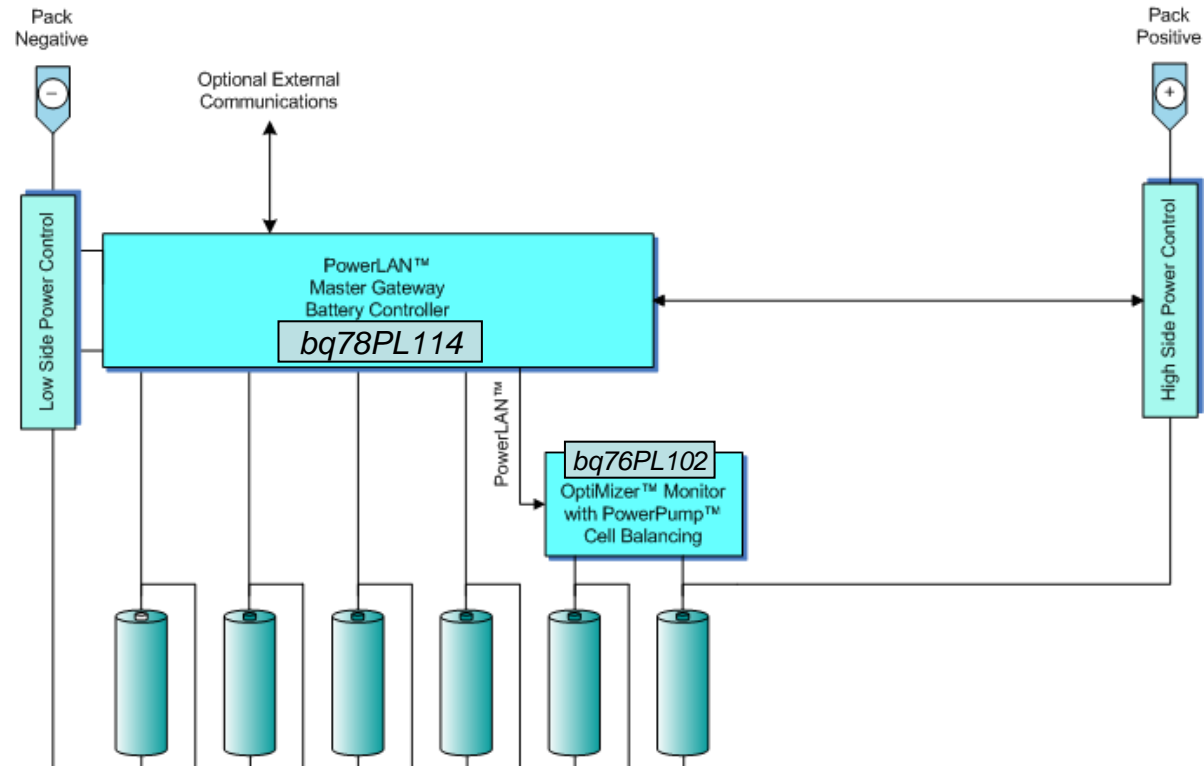 Pack
Negative
−
Optional External
Communications
Pack
Positive
+
Low Side Power Control
PowerLAN™
Master Gateway
Battery Controller
bq78PL114
High Side Power Control
PowerLAN™
bq76PL102
OptiMizer™ Monitor
with PowerPump™
Cell Balancing